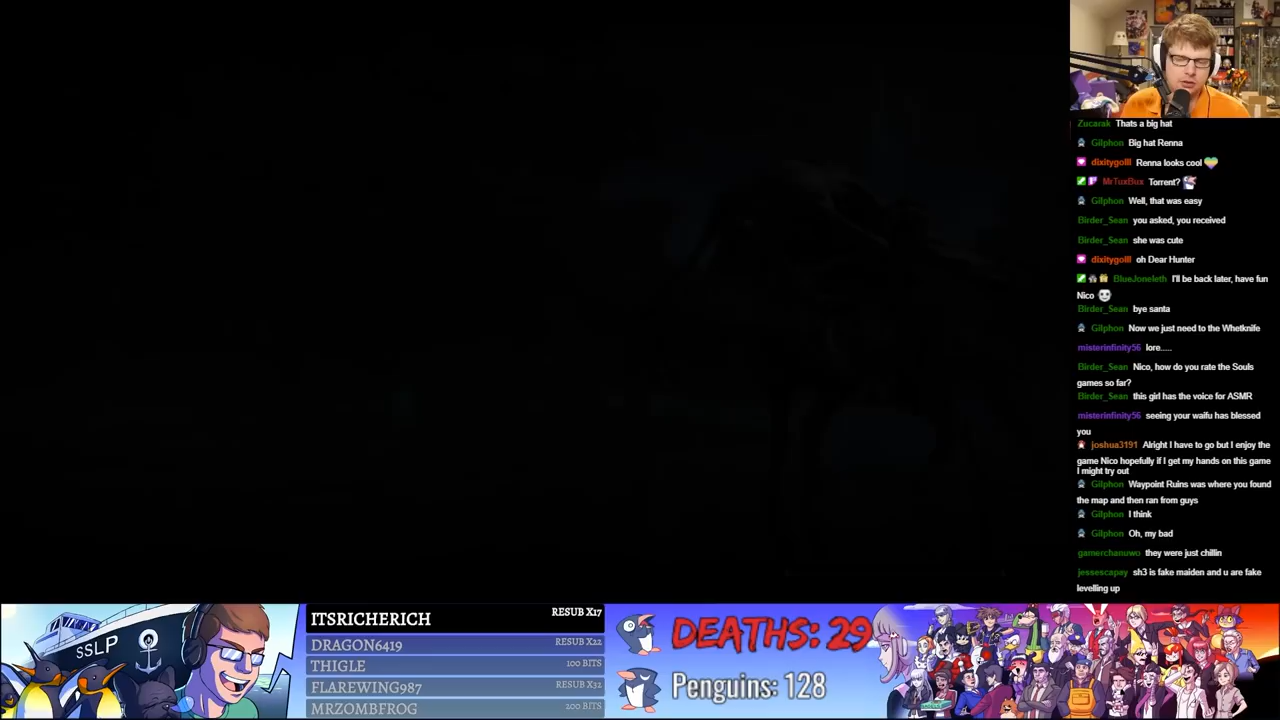 Zucarak Thats a big hat
Gilphon Big hat Renna
dixitygolll Renna looks cool
MrTuxBux Torrent?
Gilphon Well, that was easy
Birder_Sean you asked, you received
Birder_Sean she was cute
dixitygolll oh Dear Hunter
BlueJoneleth I'll be back later, have fun
Nico
Birder_Sean bye santa
Gilphon Now we just need to the Whetknife
misterinfinity56 lore.....
Birder_Sean Nico, how do you rate the Souls
games so far?
Birder_Sean this girl has the voice for ASMR
misterinfinity56 seeing your waifu has blessed
you
joshua3191 Alright I have to go but I enjoy the
game Nico hopefully if I get my hands on this game
I might try out
Gilphon Waypoint Ruins was where you found
the map and then ran from guys
Gilphon I think
Gilphon Oh, my bad
gamerchanuwo they were just chillin
jessescapay sh3 is fake maiden and u are fake
levelling up
SSLP
ITSRICHERICH RESUB X17
DRAGON6419 RESUB X22
THIGLE 100 BITS
FLAREWING987 RESUB X32
MRZOMBFROG 200 BITS
DEATHS: 29
Penguins: 128